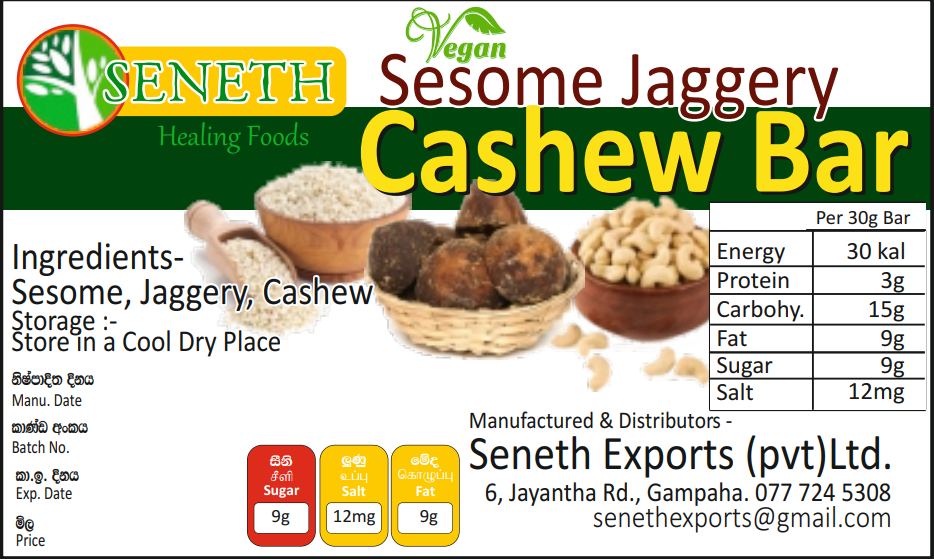 Vegan
SENETH
Healing Foods
Sesome Jaggery
Cashew Bar
Ingredients-
Sesome, Jaggery, Cashew
Storage :-
Store in a Cool Dry Place
නිෂ්පාදිත දිනය
Manu. Date
කාණ්ඩ අංකය
Batch No.
කා.ඉ. දිනය
Exp. Date
මිල
Price
Per 30g Bar
Energy 30 kal
Protein 3g
Carbohy. 15g
Fat 9g
Sugar 9g
Salt 12mg
සීනි
சீனி
Sugar
9g
ලුණු
உப்பு
Salt
12mg
මේද
கொழுப்பு
Fat
9g
Manufactured & Distributors -
Seneth Exports (pvt)Ltd.
6, Jayantha Rd., Gampaha. 077 724 5308
senethexports@gmail.com